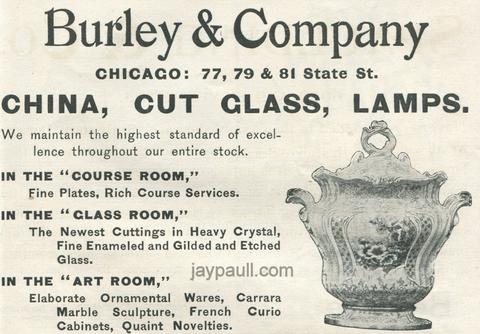 Burley & Company
CHICAGO: 77, 79 & 81 State St.
CHINA, CUT GLASS, LAMPS.
We maintain the highest standard of excel-
lence throughout our entire stock.
IN THE "COURSE ROOM,"
Fine Plates, Rich Course Services.
IN THE "GLASS ROOM,"
The Newest Cuttings in Heavy Crystal,
Fine Enameled and Gilded and Etched
Glass.
IN THE "ART ROOM,"
jaypaull.com
Elaborate Ornamental Wares, Carrara
Marble Sculpture, French Curio
Cabinets, Quaint Novelties.